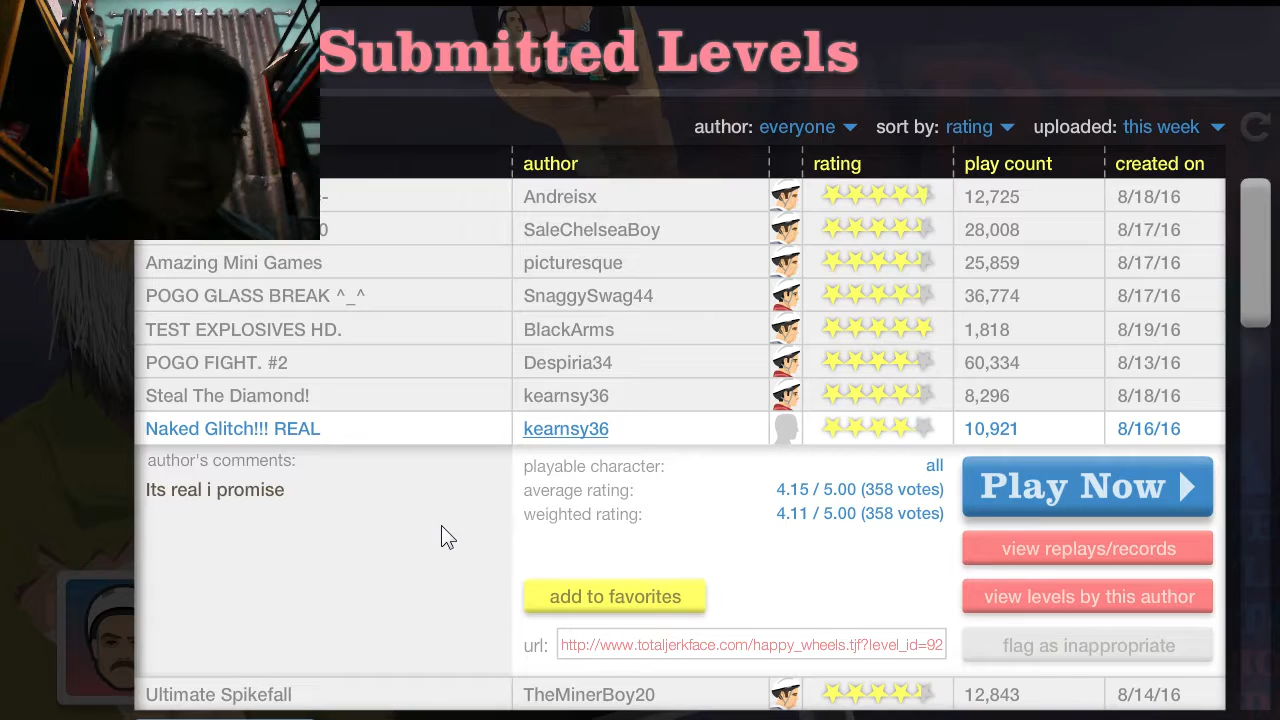 Submitted Levels
author: everyone sort by: rating uploaded: this week
author rating play count created on
- Andreisx 12,725 8/18/16
0 SaleChelseaBoy 28,008 8/17/16
Amazing Mini Games picturesque 25,859 8/17/16
POGO GLASS BREAK ^_^ SnaggySwag44 36,774 8/17/16
TEST EXPLOSIVES HD. BlackArms 1,818 8/19/16
POGO FIGHT. #2 Despiria34 60,334 8/13/16
Steal The Diamond! kearnsy36 8,296 8/18/16
Naked Glitch!!! REAL kearnsy36 10,921 8/16/16
author's comments:
Its real i promise
playable character: all
average rating: 4.15 / 5.00 (358 votes)
weighted rating: 4.11 / 5.00 (358 votes)
Play Now
view replays/records
add to favorites
view levels by this author
url: http://www.totaljerkface.com/happy_wheels.tjf?level_id=92
flag as inappropriate
Ultimate Spikefall TheMinerBoy20 12,843 8/14/16